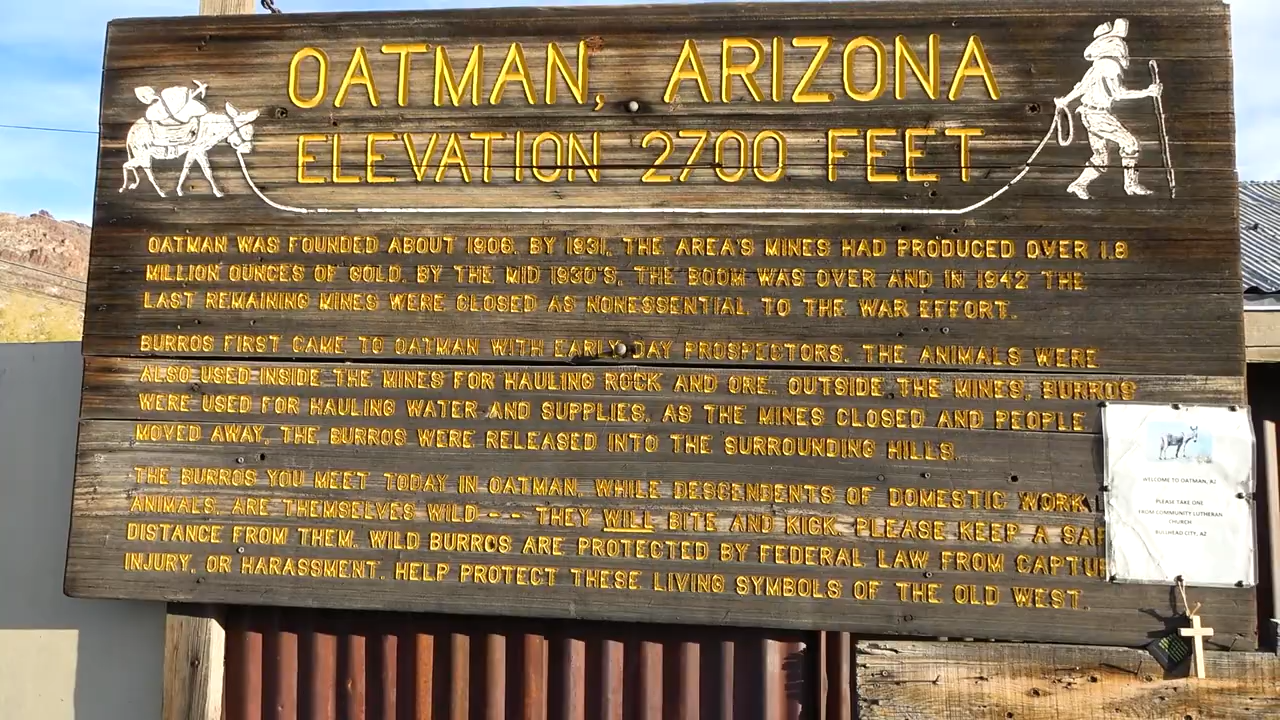 OATMAN, ARIZONA
ELEVATION 2700 FEET
OATMAN WAS FOUNDED ABOUT 1906. BY 1931, THE AREA'S MINES HAD PRODUCED OVER 1.8
MILLION OUNCES OF GOLD. BY THE MID 1930'S, THE BOOM WAS OVER AND IN 1942 THE
LAST REMAINING MINES WERE CLOSED AS NONESSENTIAL TO THE WAR EFFORT.
BURROS FIRST CAME TO OATMAN WITH EARLY DAY PROSPECTORS. THE ANIMALS WERE
ALSO USED INSIDE THE MINES FOR HAULING ROCK AND ORE. OUTSIDE THE MINES, BURROS
WERE USED FOR HAULING WATER AND SUPPLIES. AS THE MINES CLOSED AND PEOPLE
MOVED AWAY, THE BURROS WERE RELEASED INTO THE SURROUNDING HILLS.
THE BURROS YOU MEET TODAY IN OATMAN, WHILE DESCENDENTS OF DOMESTIC WORK
ANIMALS, ARE THEMSELVES WILD - - THEY WILL BITE AND KICK. PLEASE KEEP A SAF
DISTANCE FROM THEM. WILD BURROS ARE PROTECTED BY FEDERAL LAW FROM CAPTUR
INJURY, OR HARASSMENT. HELP PROTECT THESE LIVING SYMBOLS OF THE OLD WEST.
WELCOME TO OATMAN, AZ
PLEASE TAKE ONE
FROM COMMUNITY LUTHERAN
CHURCH
BULLHEAD CITY, AZ